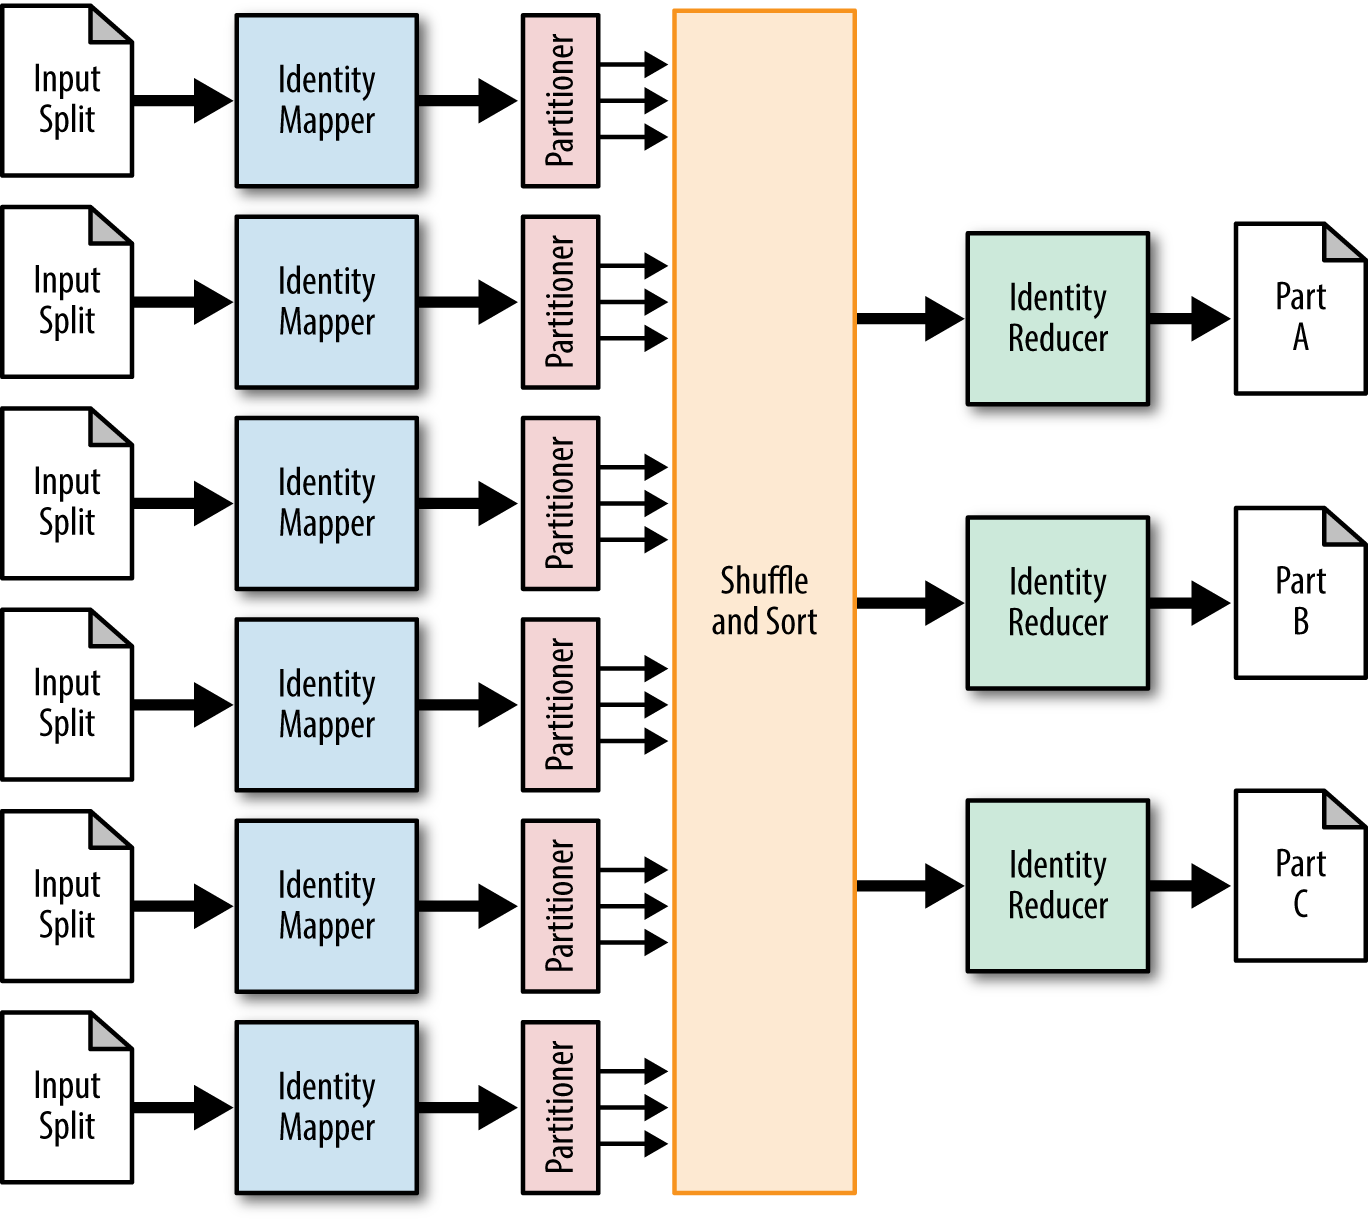 Input
Split
Identity
Mapper
Partitioner
Input
Split
Identity
Mapper
Partitioner
Input
Split
Identity
Mapper
Partitioner
Input
Split
Identity
Mapper
Partitioner
Input
Split
Identity
Mapper
Partitioner
Input
Split
Identity
Mapper
Partitioner
Shuffle
and Sort
Identity
Reducer
Part
A
Identity
Reducer
Part
B
Identity
Reducer
Part
C